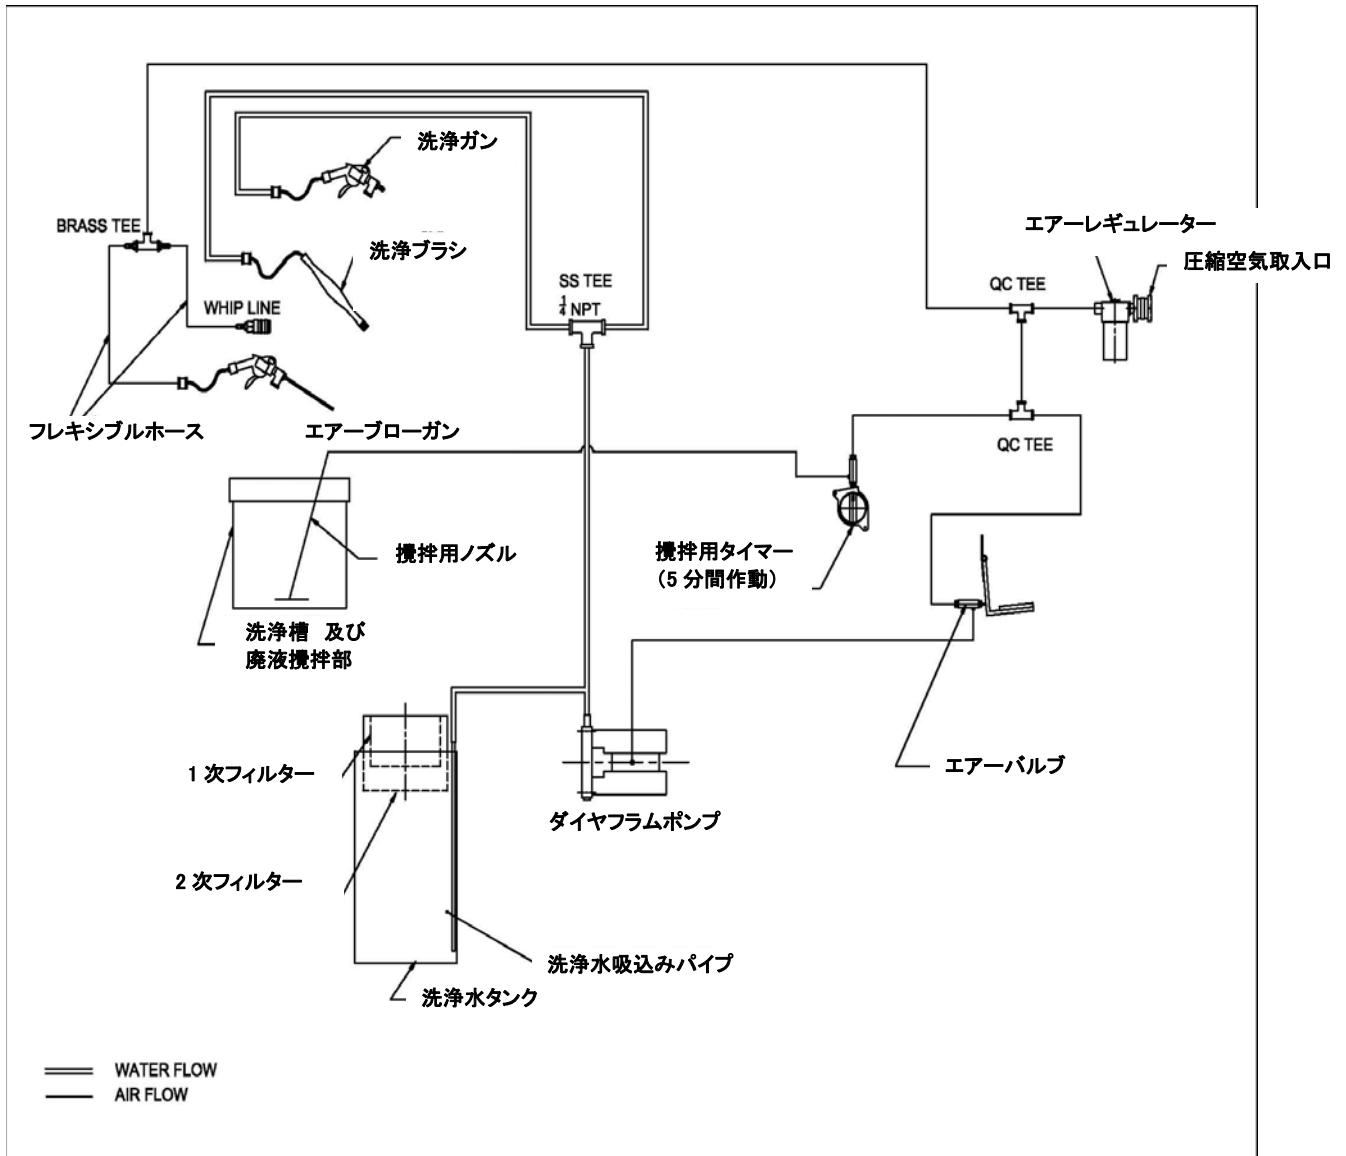 洗浄ガン
エアーレギュレーター
BRASS TEE
洗浄ブラシ
圧縮空気取入口
SS TEE
1/4 NPT
QC TEE
WHIP LINE
フレキシブルホース
エアーブローガン
QC TEE
攪拌用ノズル
攪拌用タイマー
（5 分間作動）
洗浄槽 及び
廃液攪拌部
1 次フィルター
エアーバルブ
ダイヤフラムポンプ
2 次フィルター
洗浄水吸込みパイプ
洗浄水タンク
WATER FLOW
AIR FLOW